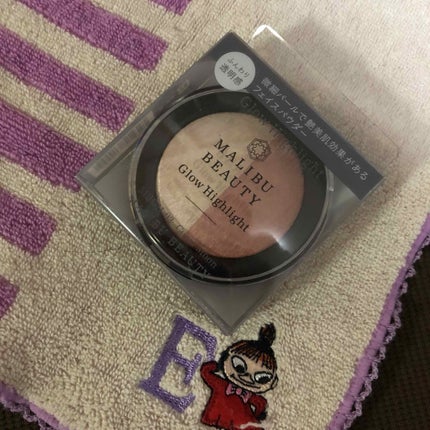 ふんわり
透明感
微細パールで艶美肌効果がある
フェイスパウダー
MALIBU
BEAUTY
Glow Highlight
E